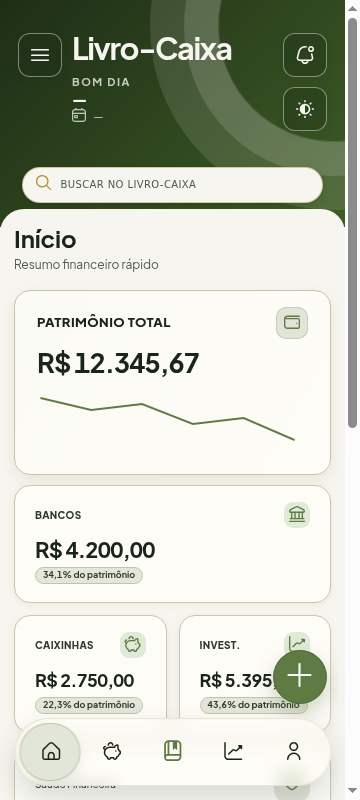 Livro-Caixa
BOM DIA
—
—
BUSCAR NO LIVRO-CAIXA
Início
Resumo financeiro rápido
PATRIMÔNIO TOTAL
R$ 12.345,67
BANCOS
R$ 4.200,00
34,1% do patrimônio
CAIXINHAS
R$ 2.750,00
22,3% do patrimônio
INVEST.
R$ 5.395
43,6% do patrimônio
Saúde Financeira